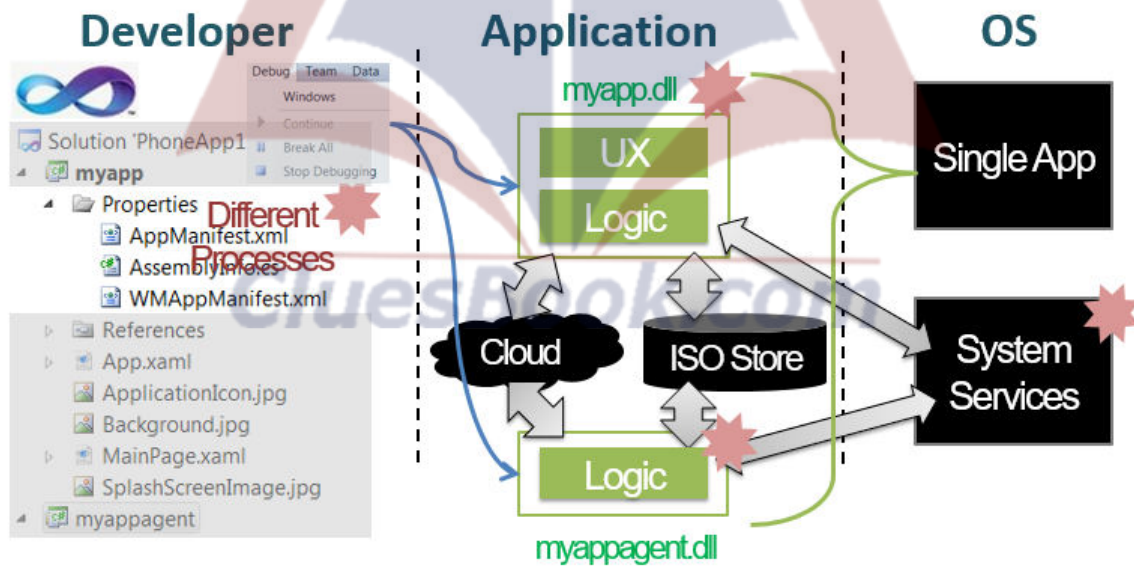 Developer
Application
OS
Debug Team Data
Windows
Continue
Break All
Stop Debugging
Solution 'PhoneApp1
myapp
Properties
AppManifest.xml
AssemblyInfo.cs
WMAppManifest.xml
References
App.xaml
ApplicationIcon.jpg
Background.jpg
MainPage.xaml
SplashScreenImage.jpg
myappagent
Different
Processes
myapp.dll
UX
Logic
Cloud
ISO Store
Logic
myappagent.dll
Single App
System
Services
CluesBook.com